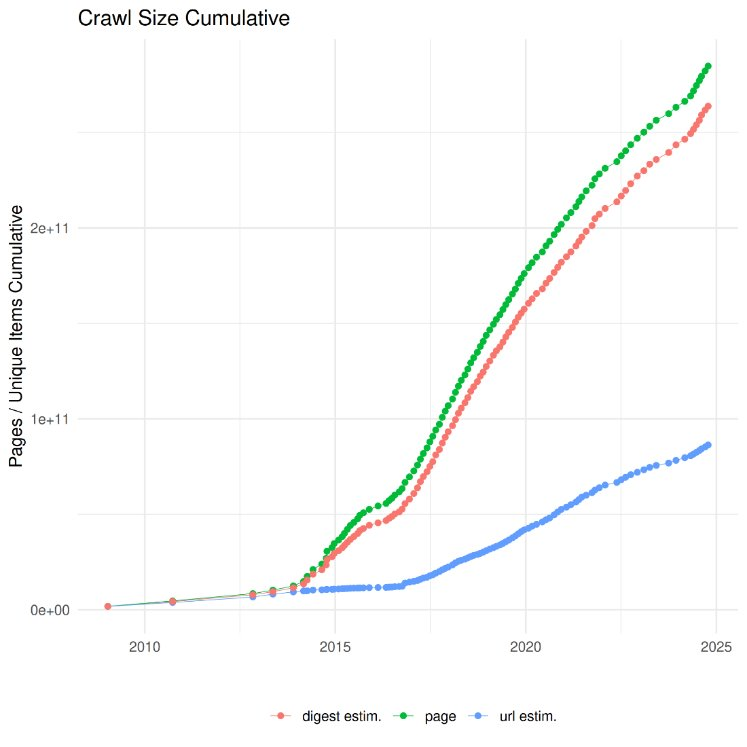 Crawl Size Cumulative
Pages / Unique Items Cumulative
2e+11
1e+11
0e+00
2010 2015 2020 2025
digest estim. page url estim.